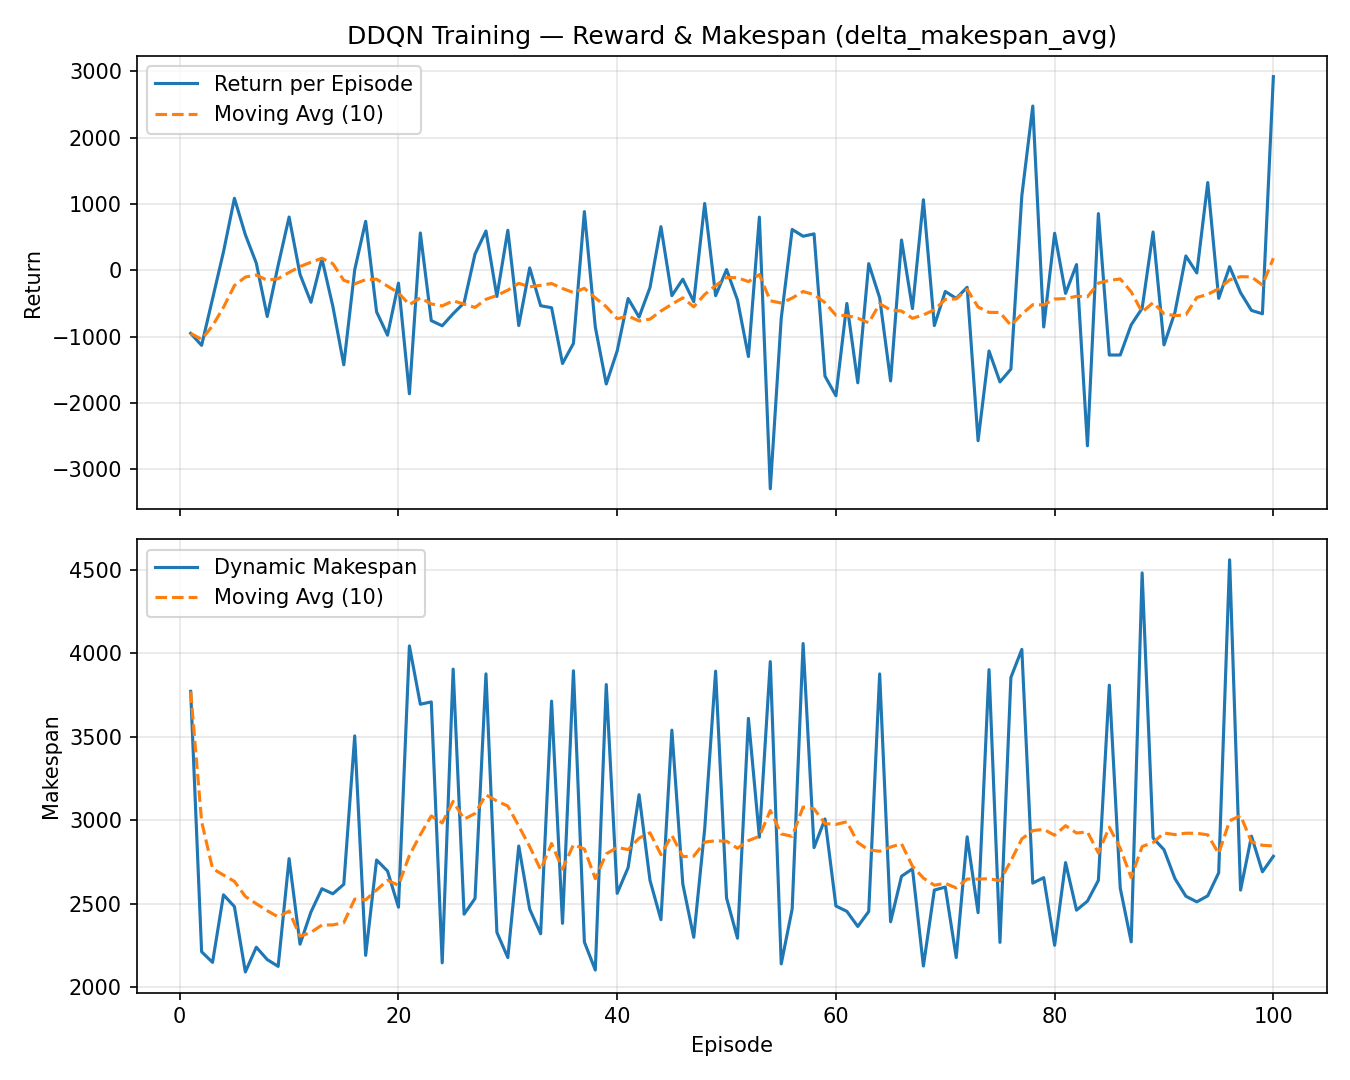 DDQN Training — Reward & Makespan (delta_makespan_avg)
Return per Episode
Moving Avg (10)
3000
2000
1000
0
−1000
−2000
−3000
Return
Dynamic Makespan
Moving Avg (10)
4500
4000
3500
3000
2500
2000
Makespan
0 20 40 60 80 100
Episode